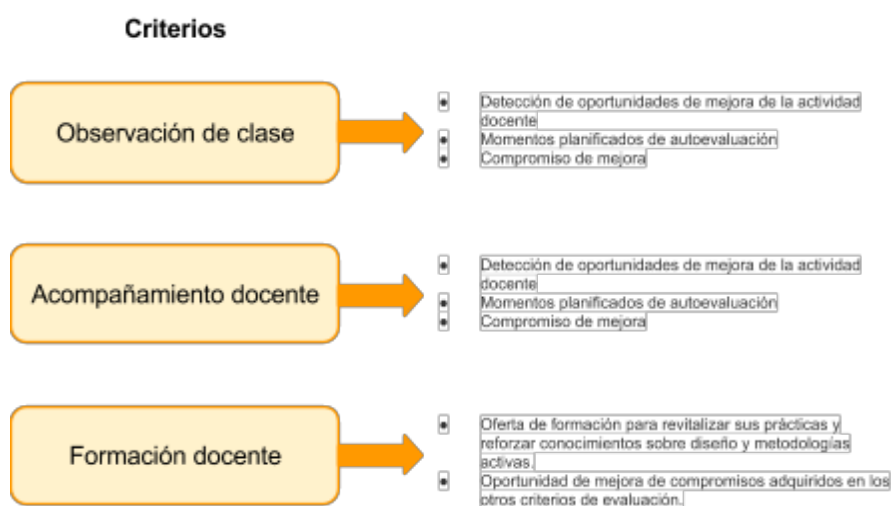 Criterios
Observación de clase
• Detección de oportunidades de mejora de la actividad
docente
• Momentos planificados de autoevaluación
• Compromiso de mejora
Acompañamiento docente
• Detección de oportunidades de mejora de la actividad
docente
• Momentos planificados de autoevaluación
• Compromiso de mejora
Formación docente
• Oferta de formación para revitalizar sus prácticas y
reforzar conocimientos sobre diseño y metodologías
activas.
• Oportunidad de mejora de compromisos adquiridos en los
otros criterios de evaluación.